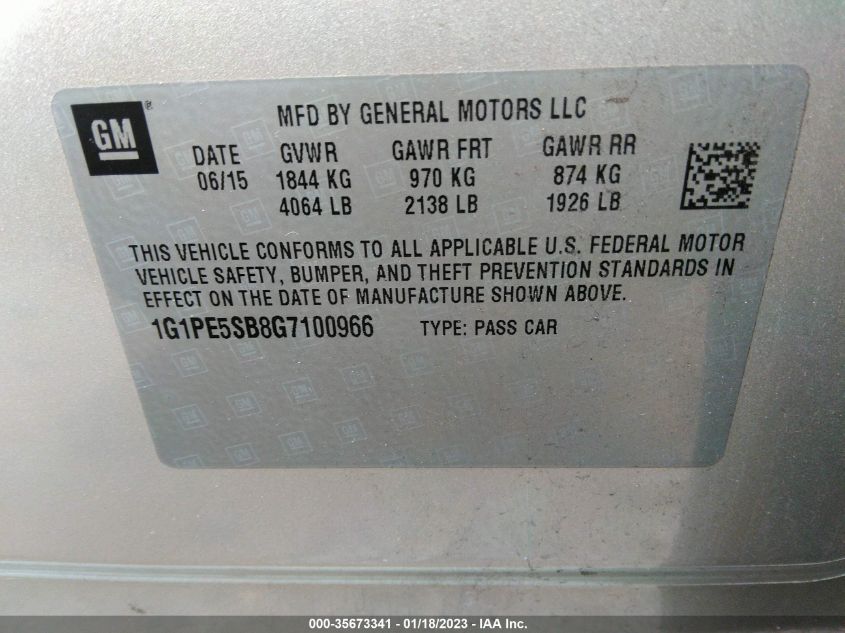 GM ®
MFD BY GENERAL MOTORS LLC
DATE GVWR GAWR FRT GAWR RR
06/15 1844 KG 970 KG 874 KG
4064 LB 2138 LB 1926 LB
THIS VEHICLE CONFORMS TO ALL APPLICABLE U.S. FEDERAL MOTOR
VEHICLE SAFETY, BUMPER, AND THEFT PREVENTION STANDARDS IN
EFFECT ON THE DATE OF MANUFACTURE SHOWN ABOVE.
1G1PE5SB8G7100966 TYPE: PASS CAR
000-35673341 - 01/18/2023 - IAA Inc.